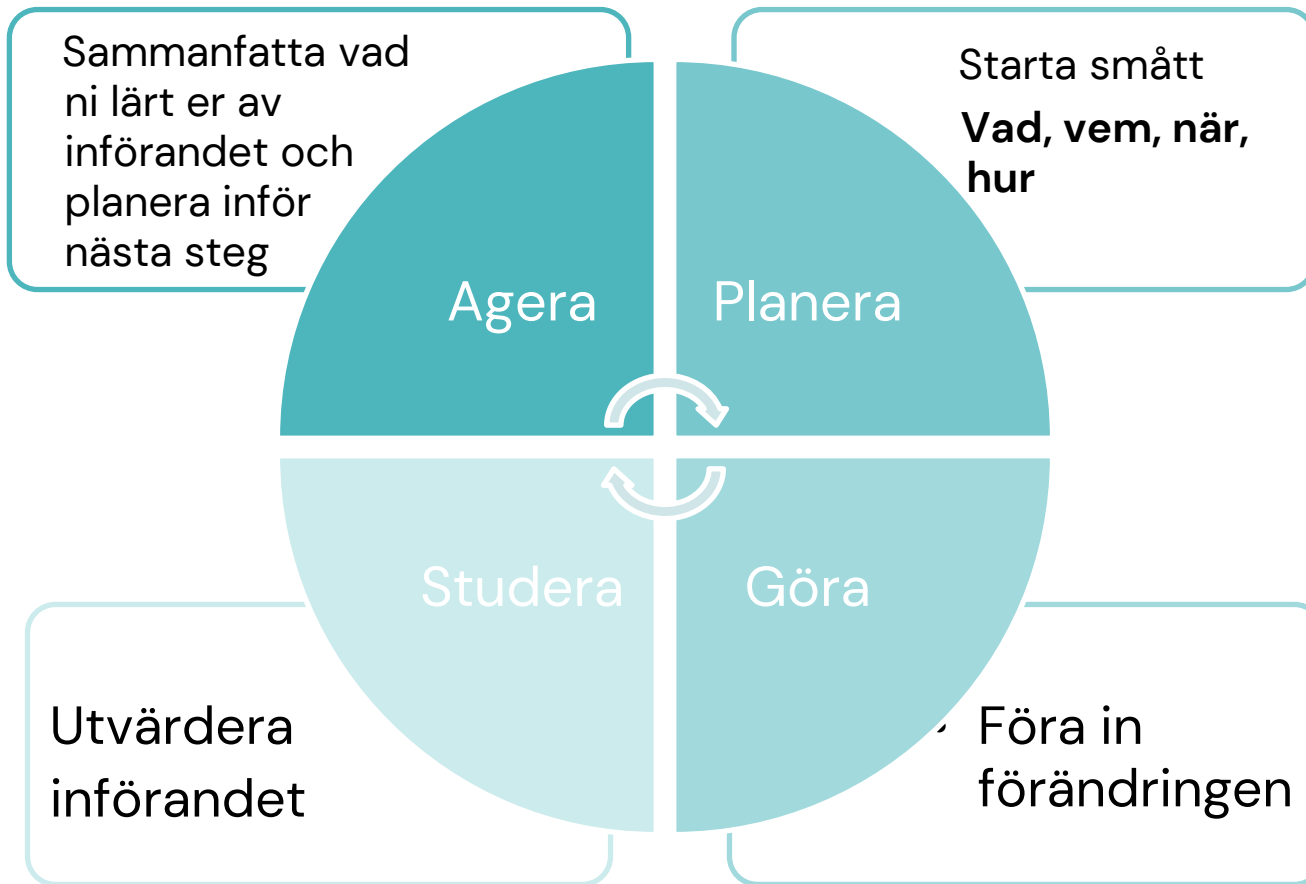 Sammanfatta vad
ni lärt er av
införandet och
planera inför
nästa steg
Starta smått
Vad, vem, när,
hur
Agera
Planera
Studera
Göra
Utvärdera
införandet
Föra in
förändringen